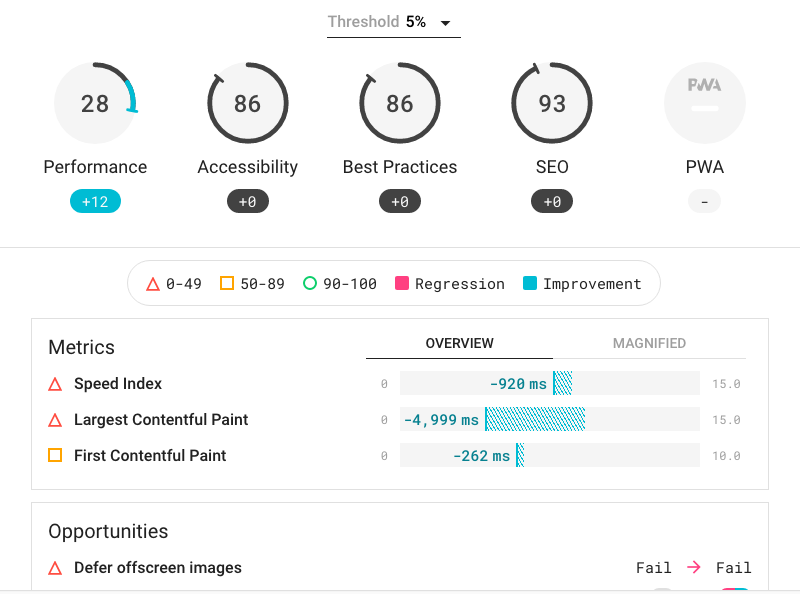 Threshold 5%
28 86 86 93 PWA
Performance Accessibility Best Practices SEO PWA
+12 +0 +0 +0 -
0-49 50-89 90-100 Regression Improvement
Metrics OVERVIEW MAGNIFIED
Speed Index 0 -920 ms 15.0
Largest Contentful Paint 0 -4,999 ms 15.0
First Contentful Paint 0 -262 ms 10.0
Opportunities
Defer offscreen images Fail → Fail